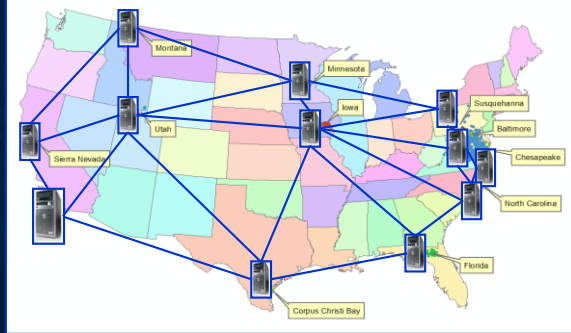 Montana
Minnesota
Iowa
Susquehanna
Utah
Baltimore
Sierra Nevada
Chesapeake
North Carolina
Florida
Corpus Christi Bay